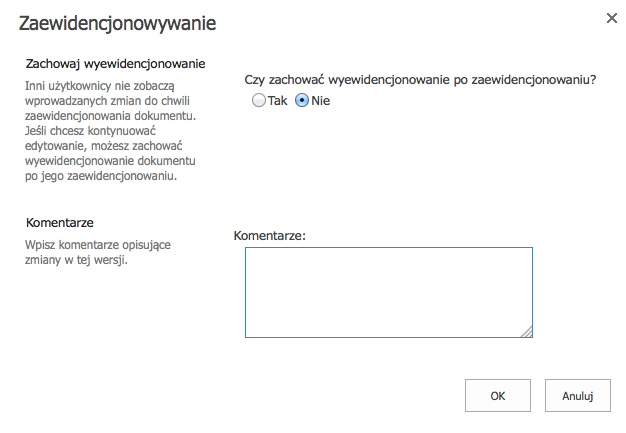 Zaewidencjonowywanie
Zachowaj wyewidencjonowanie
Inni użytkownicy nie zobaczą
wprowadzanych zmian do chwili
zaewidencjonowania dokumentu.
Jeśli chcesz kontynuować
edytowanie, możesz zachować
wyewidencjonowanie dokumentu
po jego zaewidencjonowaniu.
Czy zachować wyewidencjonowanie po zaewidencjonowaniu?
Tak Nie
Komentarze
Wpisz komentarze opisujące
zmiany w tej wersji.
Komentarze:
OK Anuluj